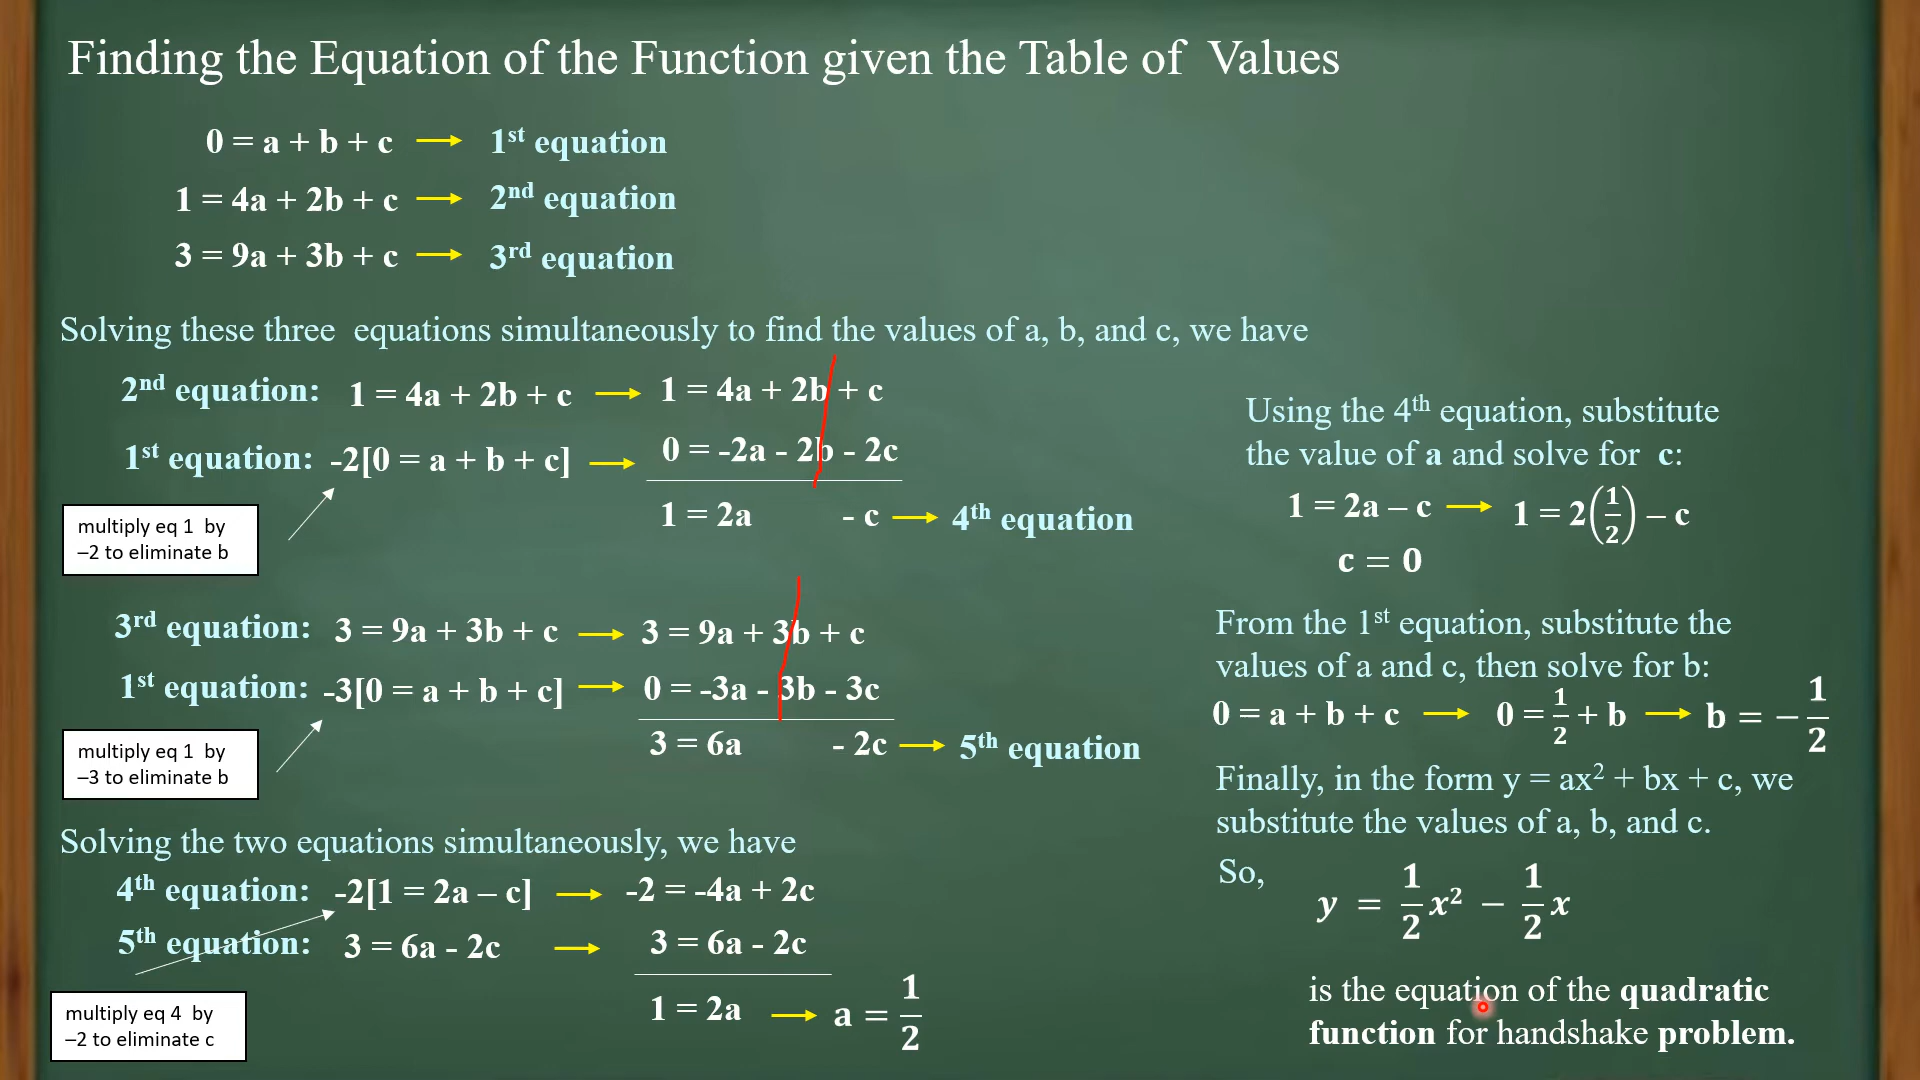 Finding the Equation of the Function given the Table of Values
0 = a + b + c → 1st equation
1 = 4a + 2b + c → 2nd equation
3 = 9a + 3b + c → 3rd equation
Solving these three equations simultaneously to find the values of a, b, and c, we have
2nd equation: 1 = 4a + 2b + c → 1 = 4a + 2b + c
1st equation: -2[0 = a + b + c] → 0 = -2a - 2b - 2c
1 = 2a - c → 4th equation
multiply eq 1 by
–2 to eliminate b
3rd equation: 3 = 9a + 3b + c → 3 = 9a + 3b + c
1st equation: -3[0 = a + b + c] → 0 = -3a - 3b - 3c
3 = 6a - 2c → 5th equation
multiply eq 1 by
–3 to eliminate b
Solving the two equations simultaneously, we have
4th equation: -2[1 = 2a – c] → -2 = -4a + 2c
5th equation: 3 = 6a - 2c → 3 = 6a - 2c
1 = 2a → a = 1/2
multiply eq 4 by
–2 to eliminate c
Using the 4th equation, substitute
the value of a and solve for c:
1 = 2a – c → 1 = 2(1/2) – c
c = 0
From the 1st equation, substitute the
values of a and c, then solve for b:
0 = a + b + c → 0 = 1/2 + b → b = – 1/2
Finally, in the form y = ax² + bx + c, we
substitute the values of a, b, and c.
So,
y = 1/2 x² – 1/2 x
is the equation of the quadratic
function for handshake problem.